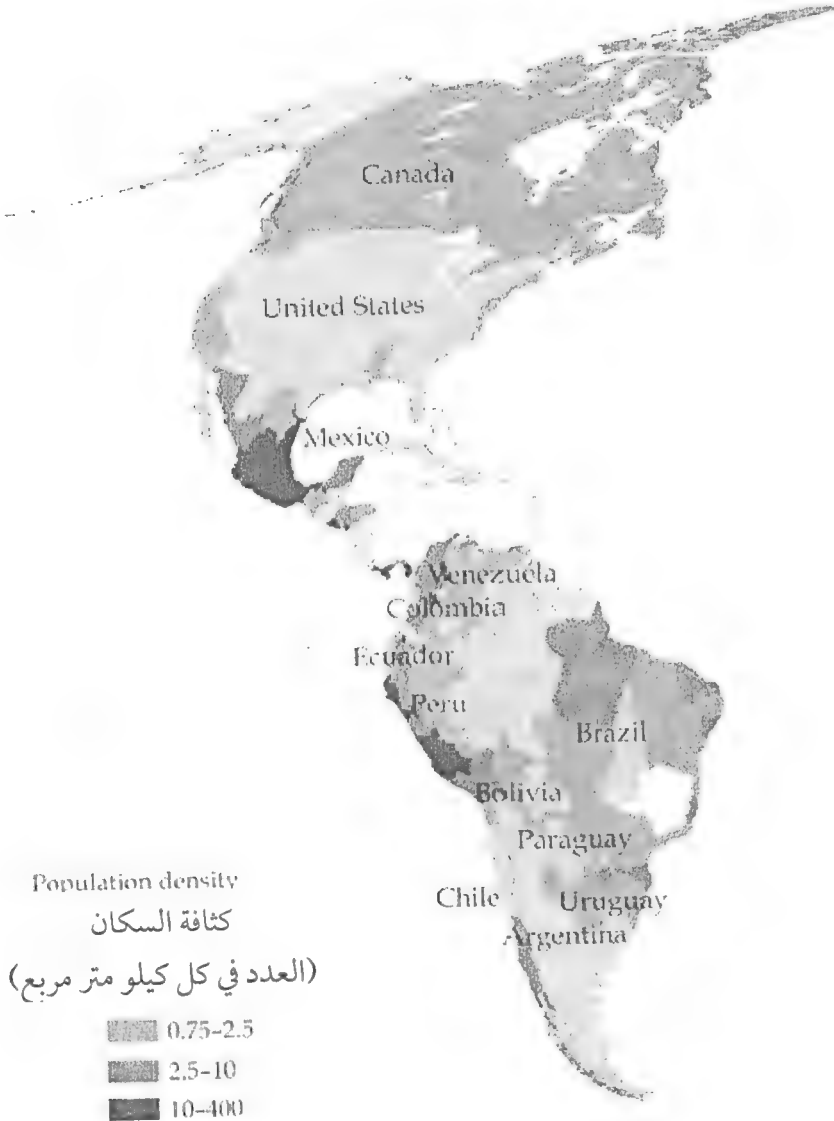 Canada
United States
Mexico
Venezuela
Colombia
Ecuador
Peru
Brazil
Bolivia
Paraguay
Chile
Uruguay
Argentina
Population density
كثافة السكان
(العدد في كل كيلو متر مربع)
0.75–2.5
2.5–10
10–400